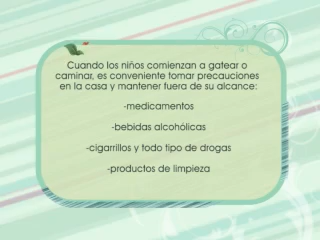 Cuando los niños comienzan a gatear o
caminar, es conveniente tomar precauciones
en la casa y mantener fuera de su alcance:
-medicamentos
-bebidas alcohólicas
-cigarrillos y todo tipo de drogas
-productos de limpieza